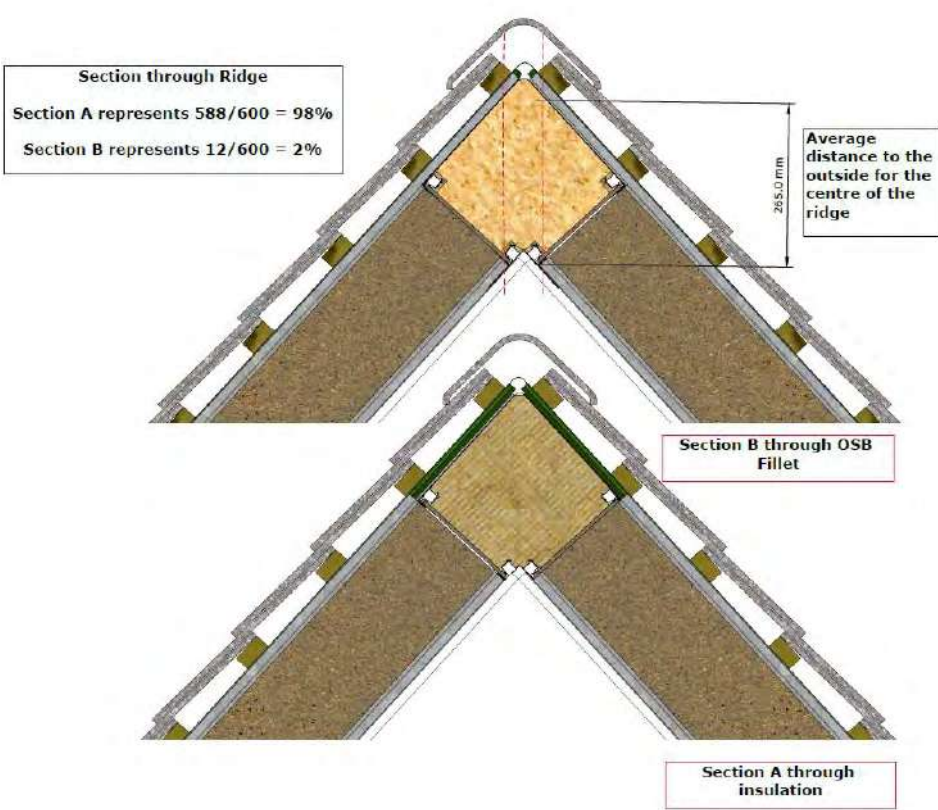 Section through Ridge
Section A represents 588/600 = 98%
Section B represents 12/600 = 2%
265.0 mm
Average
distance to the
outside for the
centre of the
ridge
Section B through OSB
Fillet
Section A through
insulation